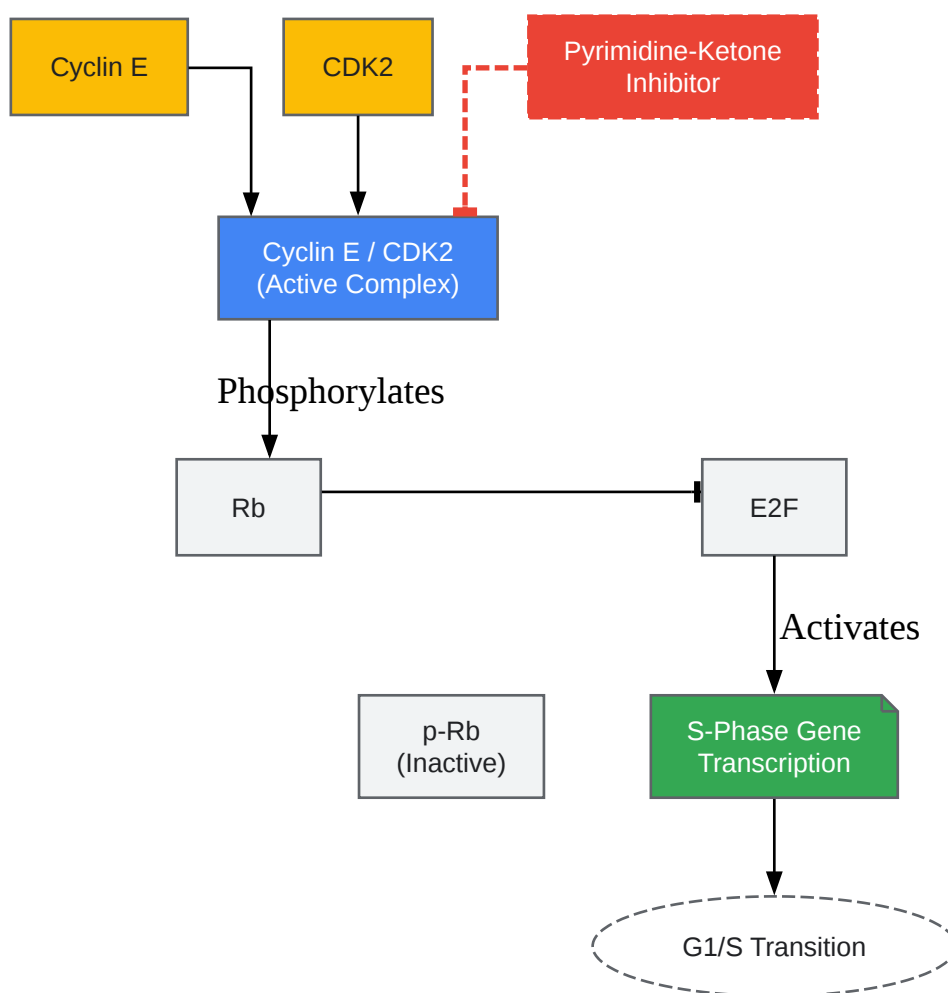 Cyclin E
CDK2
Pyrimidine-Ketone
Inhibitor
Cyclin E / CDK2
(Active Complex)
Phosphorylates
Rb
E2F
Activates
p-Rb
(Inactive)
S-Phase Gene
Transcription
G1/S Transition